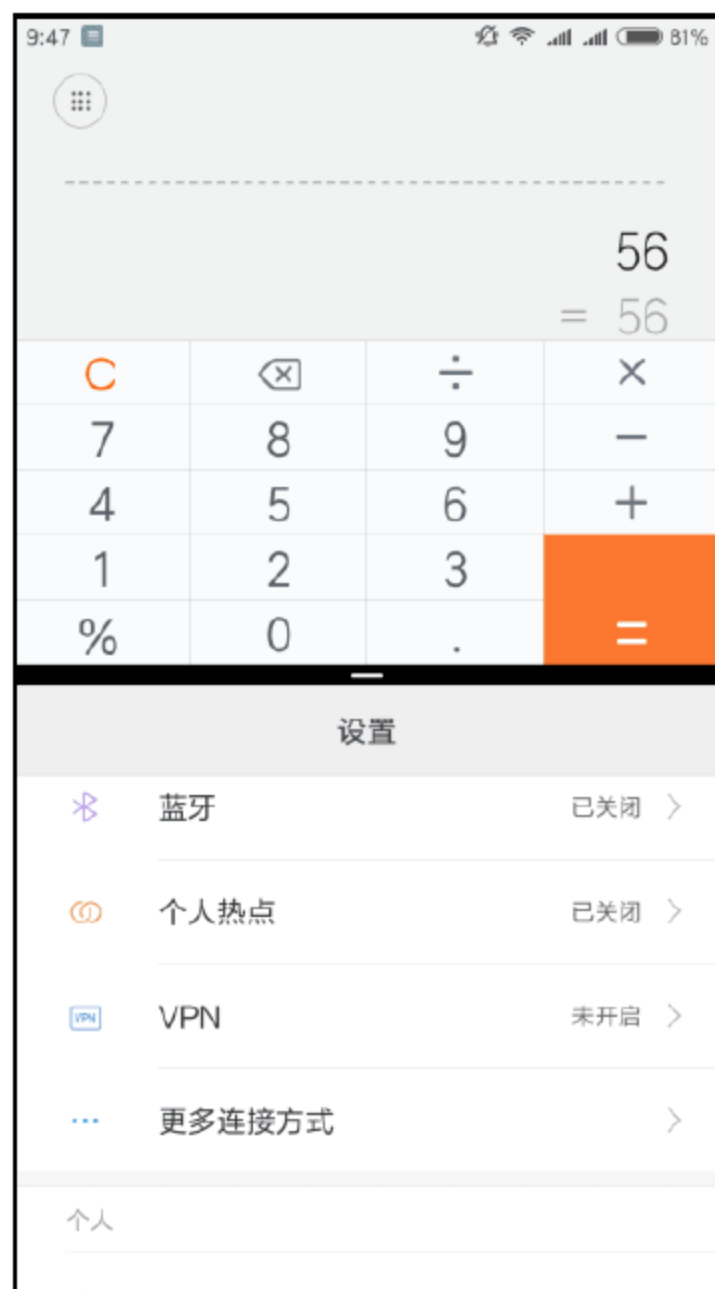 9:47 81%
56
= 56
C ÷ ×
7 8 9 −
4 5 6 +
1 2 3
% 0 . =
设置
蓝牙 已关闭
个人热点 已关闭
VPN VPN 未开启
更多连接方式
个人